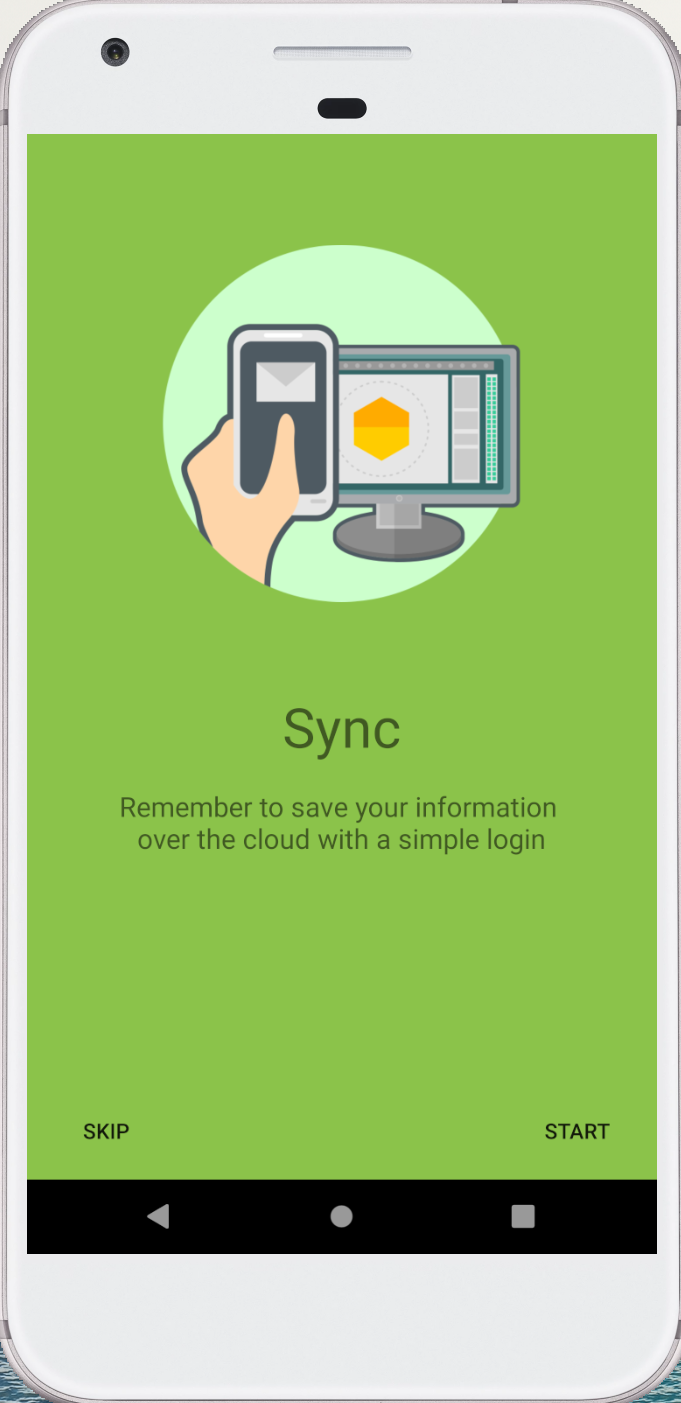 Sync
Remember to save your information
over the cloud with a simple login
SKIP
START